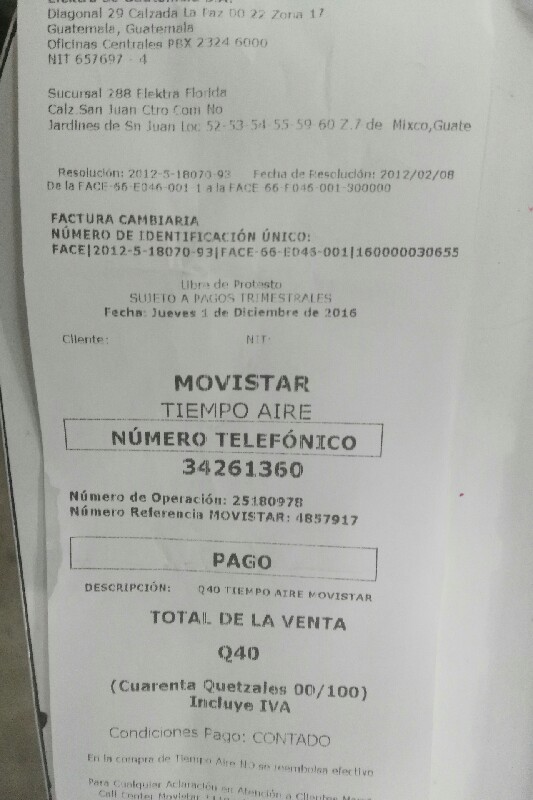 Elektra De Guatemala S.A.
Diagonal 29 Calzada La Paz 00 22 Zona 17
Guatemala, Guatemala
Oficinas Centrales PBX 2324 6000
NIT 657697 - 4
Sucursal 288 Elektra Florida
Calz San Juan Ctro Com No
Jardines de Sn Juan Loc 52-53-54-55-59 60 Z.7 de Mixco,Guate
Resolución: 2012-5-18070-93 Fecha de Resolución: 2012/02/08
De la FACE-66-E046-001-1 a la FACE-66-E046-001-300000
FACTURA CAMBIARIA
NÚMERO DE IDENTIFICACIÓN ÚNICO:
FACE|2012-5-18070-93|FACE-66-E046-001|160000030655
Libre de Protesto
SUJETO A PAGOS TRIMESTRALES
Fecha: Jueves 1 de Diciembre de 2016
Cliente: NIT:
MOVISTAR
TIEMPO AIRE
NÚMERO TELEFÓNICO
34261360
Número de Operación: 25180978
Número Referencia MOVISTAR: 4857917
PAGO
DESCRIPCIÓN: Q40 TIEMPO AIRE MOVISTAR
TOTAL DE LA VENTA
Q40
(Cuarenta Quetzales 00/100)
Incluye IVA
Condiciones Pago: CONTADO
En la compra de Tiempo Aire NO se reembolsa efectivo
Para Cualquier Aclaración en Atención a Clientes
Call Center Movistar